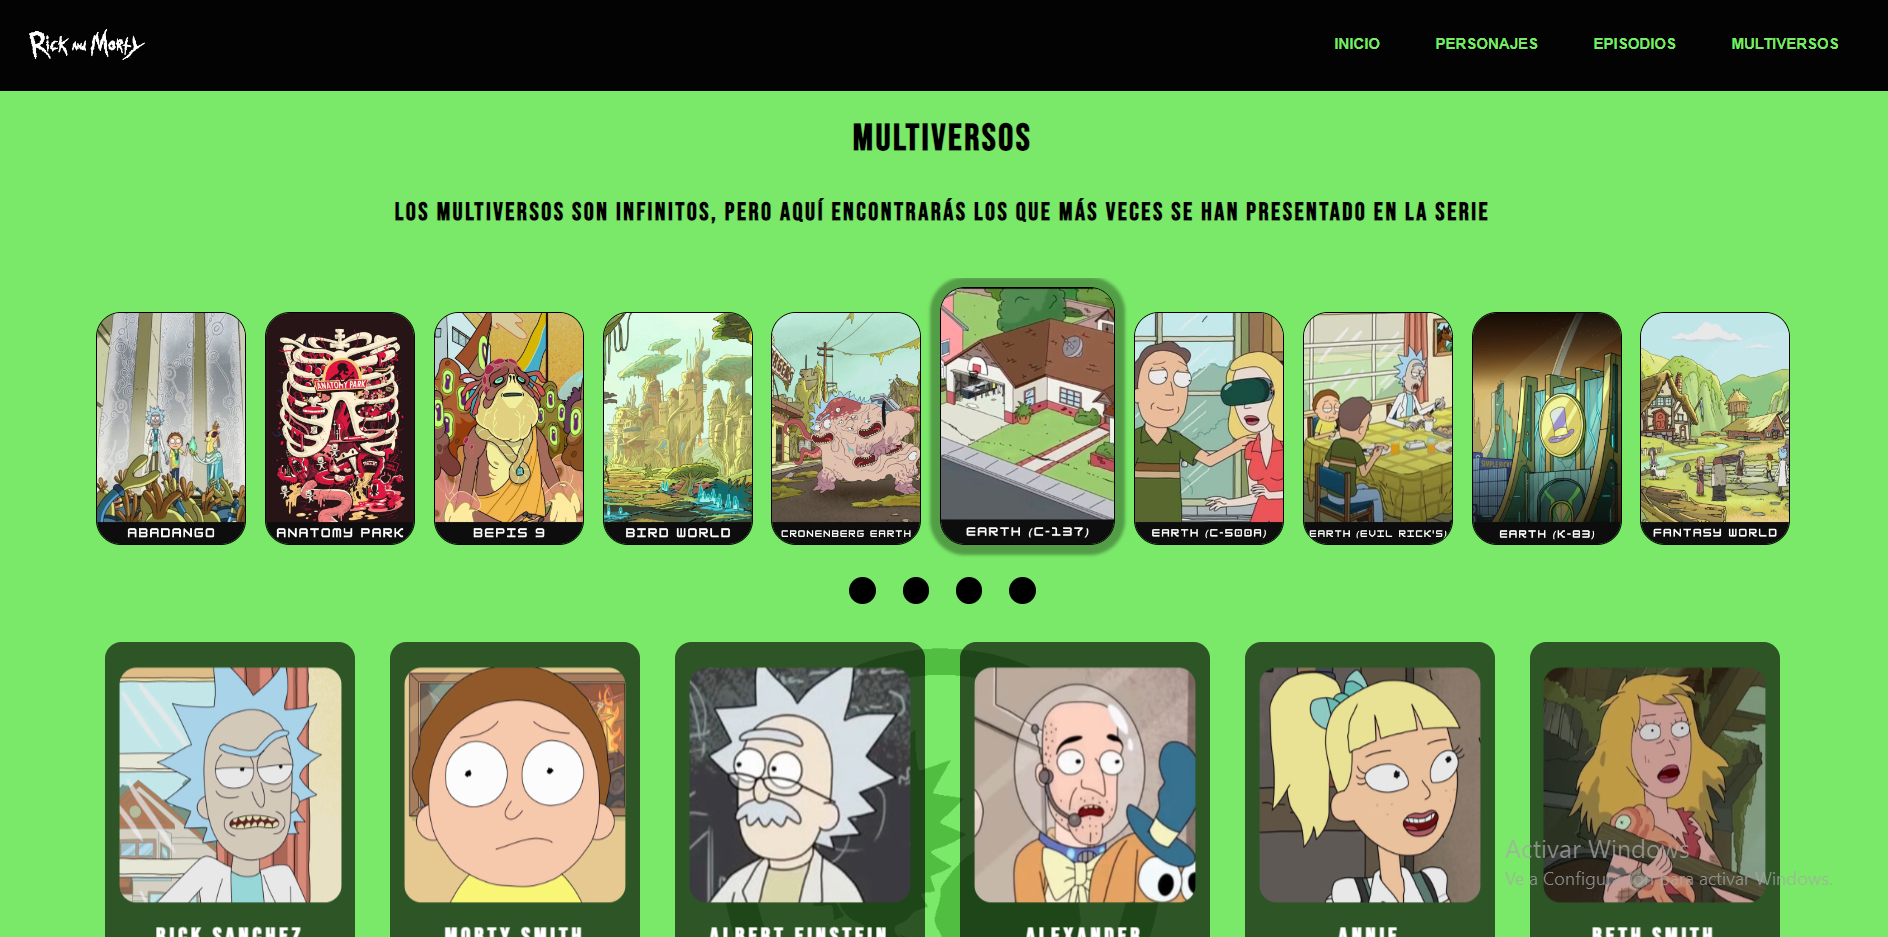 Rick and Morty
INICIO
PERSONAJES
EPISODIOS
MULTIVERSOS
MULTIVERSOS
LOS MULTIVERSOS SON INFINITOS, PERO AQUÍ ENCONTRARÁS LOS QUE MÁS VECES SE HAN PRESENTADO EN LA SERIE
ANATOMY PARK
ABADANGO
ANATOMY PARK
BEPIS 9
BIRD WORLD
CRONENBERG EARTH
EARTH (C-137)
EARTH (C-500A)
EARTH (EVIL RICK'S)
EARTH (K-83)
FANTASY WORLD
RICK SANCHEZ
MORTY SMITH
ALBERT EINSTEIN
ALEXANDER
ANNIE
BETH SMITH
Activar Windows
Ve a Configuración para activar Windows.